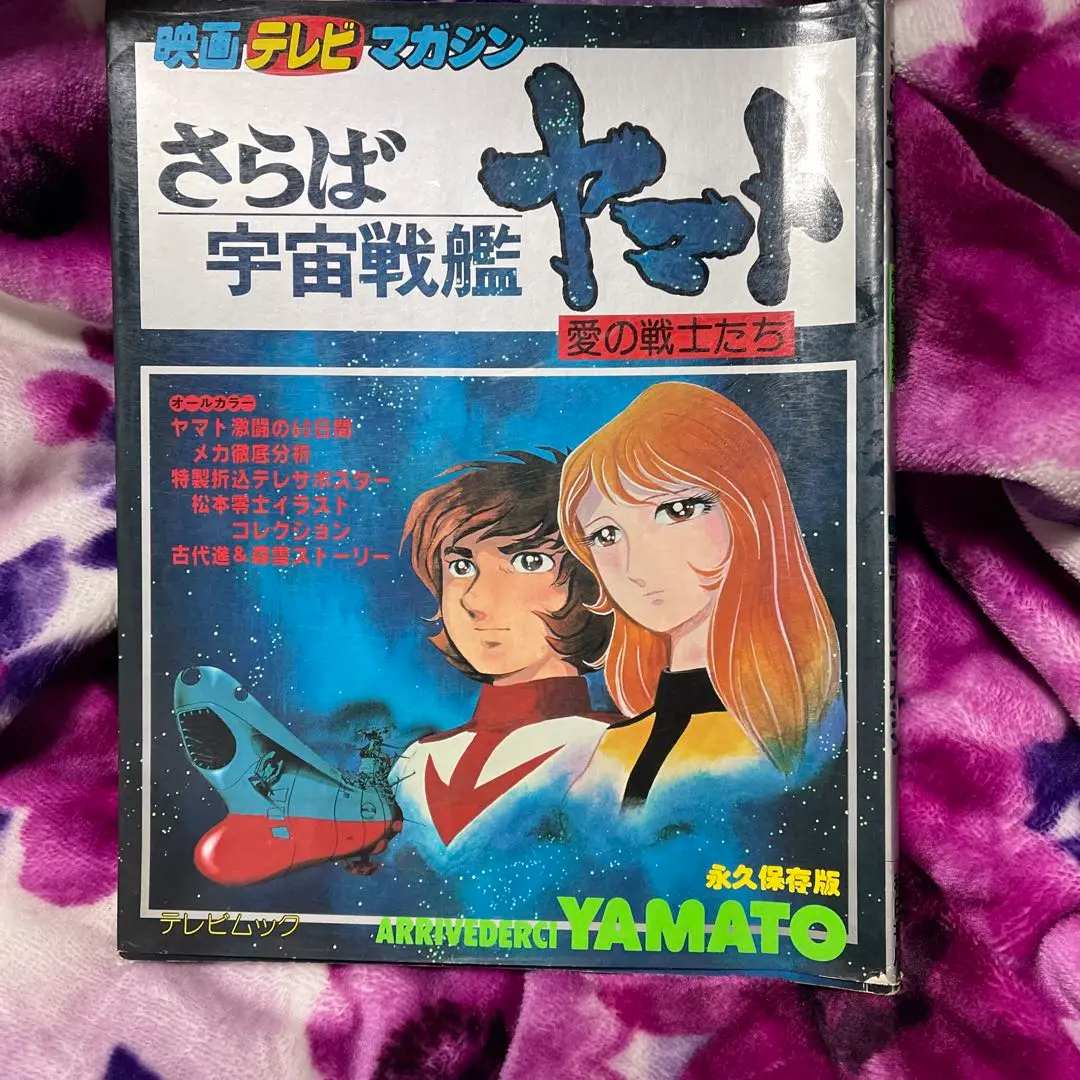 映画テレビマガジン
さらば
宇宙戦艦
ヤマト
愛の戦士たち
オールカラー
ヤマト激闘の60日間
メカ徹底分析
特製折込テレサポスター
松本零士イラスト
コレクション
古代進&森雪ストーリー
永久保存版
テレビムック
ARRIVEDERCI YAMATO